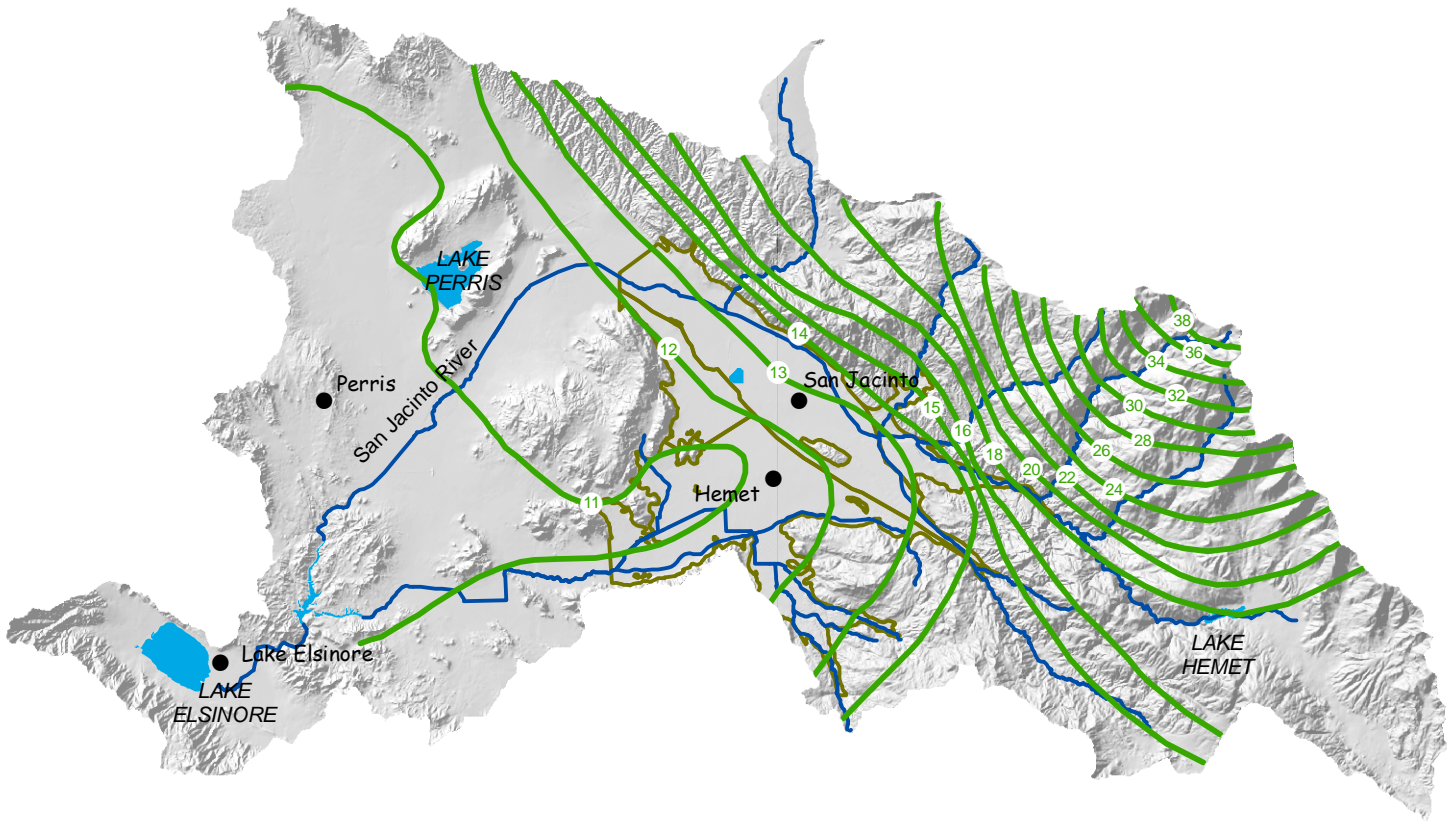 LAKE
PERRIS
38
14
12
36
34
13
San Jacinto
Perris
San Jacinto River
32
15
30
16
28
26
18
20
22
24
Hemet
11
LAKE
HEMET
Lake Elsinore
LAKE
ELSINORE